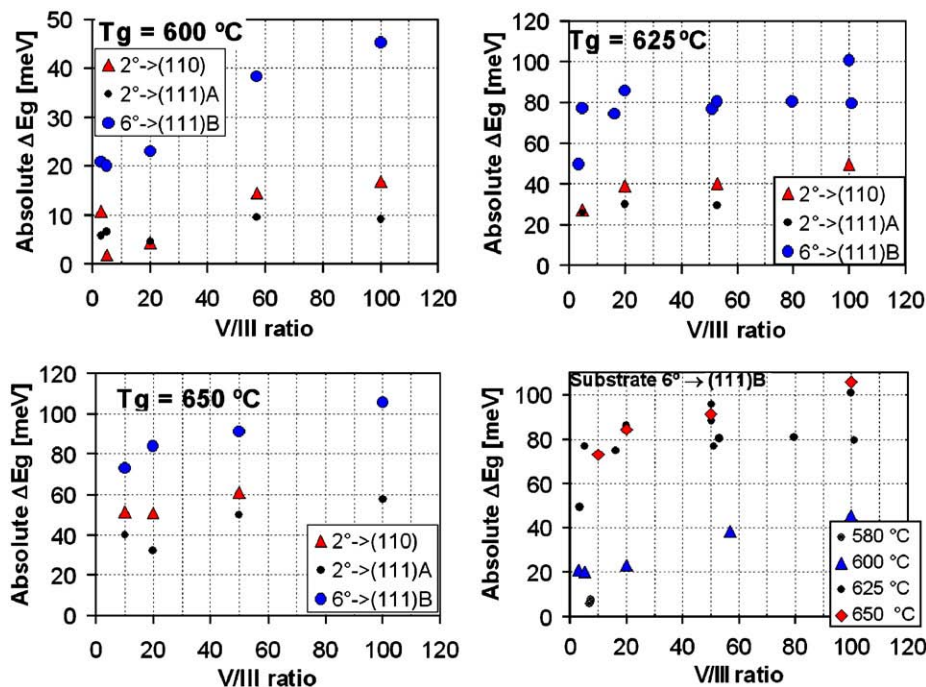 Tg = 600 ºC
Absolute ΔEg [meV]
50
40
30
20
10
0
2°->(110)
2°->(111)A
6°->(111)B
0 20 40 60 80 100 120
V/III ratio
Tg = 625 ºC
Absolute ΔEg [meV]
120
100
80
60
40
20
0
2°->(110)
2°->(111)A
6°->(111)B
0 20 40 60 80 100 120
V/III ratio
Tg = 650 ºC
Absolute ΔEg [meV]
120
100
80
60
40
20
0
2°->(110)
2°->(111)A
6°->(111)B
0 20 40 60 80 100 120
V/III ratio
Substrate 6º → (111)B
Absolute ΔEg [meV]
100
80
60
40
20
0
580 °C
600 °C
625 °C
650 °C
0 20 40 60 80 100 120
V/III ratio